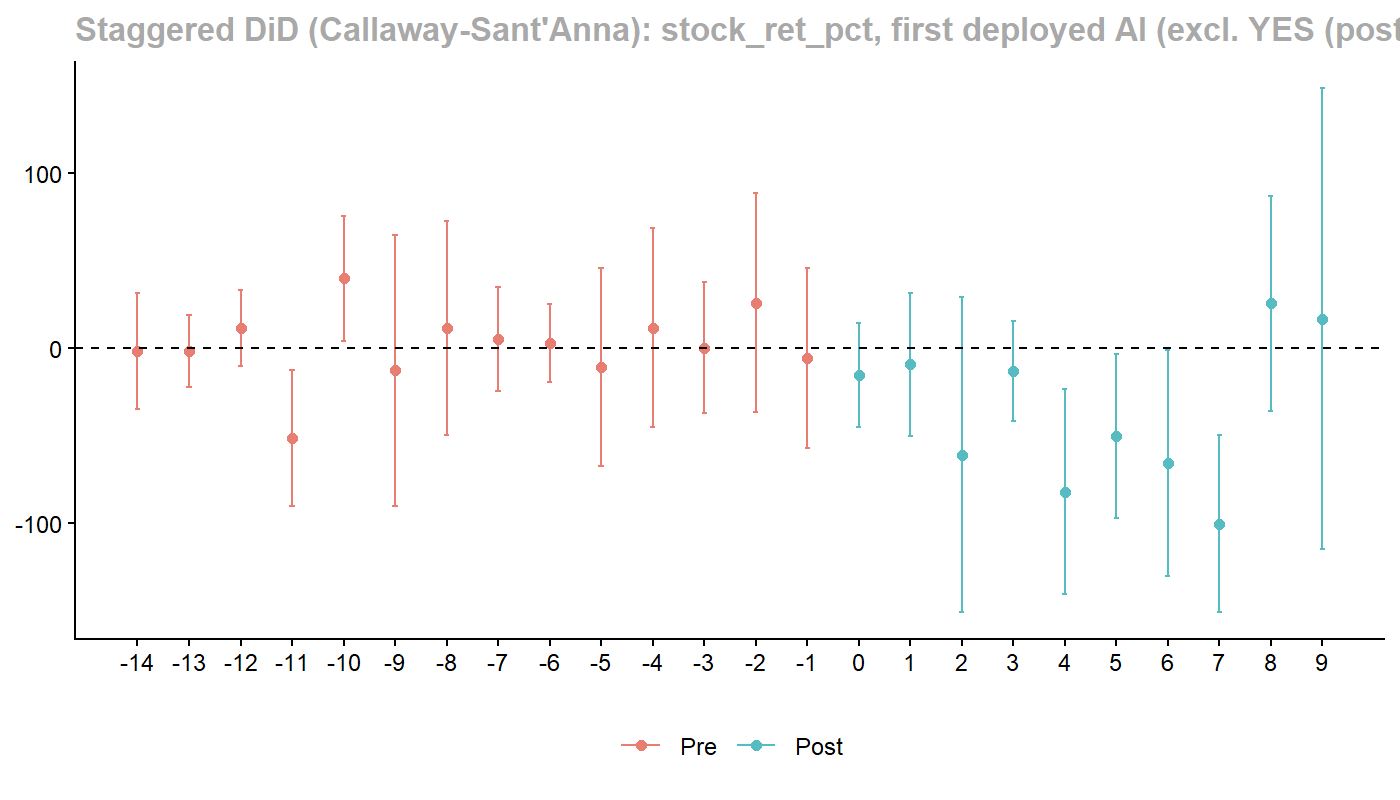 Staggered DiD (Callaway-Sant'Anna): stock_ret_pct, first deployed AI (excl. YES (post
100
0
-100
-14 -13 -12 -11 -10 -9 -8 -7 -6 -5 -4 -3 -2 -1 0 1 2 3 4 5 6 7 8 9
Pre Post